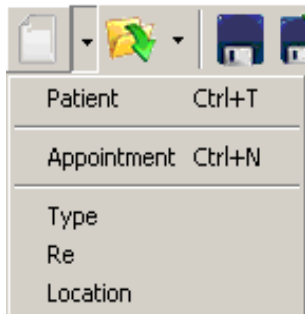 Patient Ctrl+T
Appointment Ctrl+N
Type
Re
Location